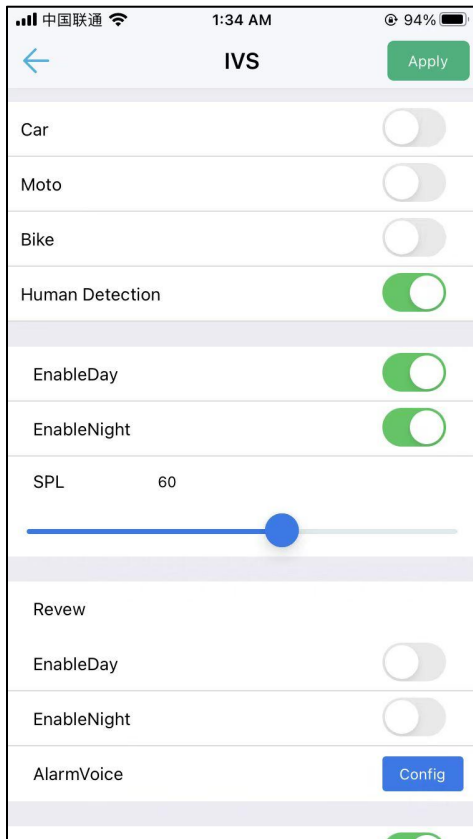 中国联通 1:34 AM 94%
IVS Apply
Car
Moto
Bike
Human Detection
EnableDay
EnableNight
SPL 60
Revew
EnableDay
EnableNight
AlarmVoice Config